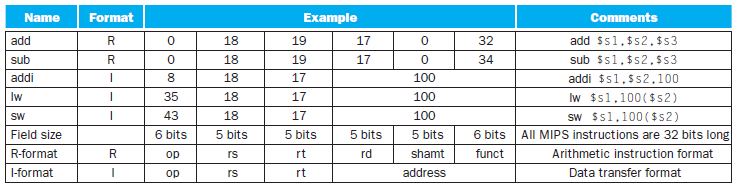 Name Format Example Comments
add R 0 18 19 17 0 32 add $s1,$s2,$s3
sub R 0 18 19 17 0 34 sub $s1,$s2,$s3
addi I 8 18 17 100 addi $s1,$s2,100
lw I 35 18 17 100 lw $s1,100($s2)
sw I 43 18 17 100 sw $s1,100($s2)
Field size 6 bits 5 bits 5 bits 5 bits 5 bits 6 bits All MIPS instructions are 32 bits long
R-format R op rs rt rd shamt funct Arithmetic instruction format
I-format I op rs rt address Data transfer format